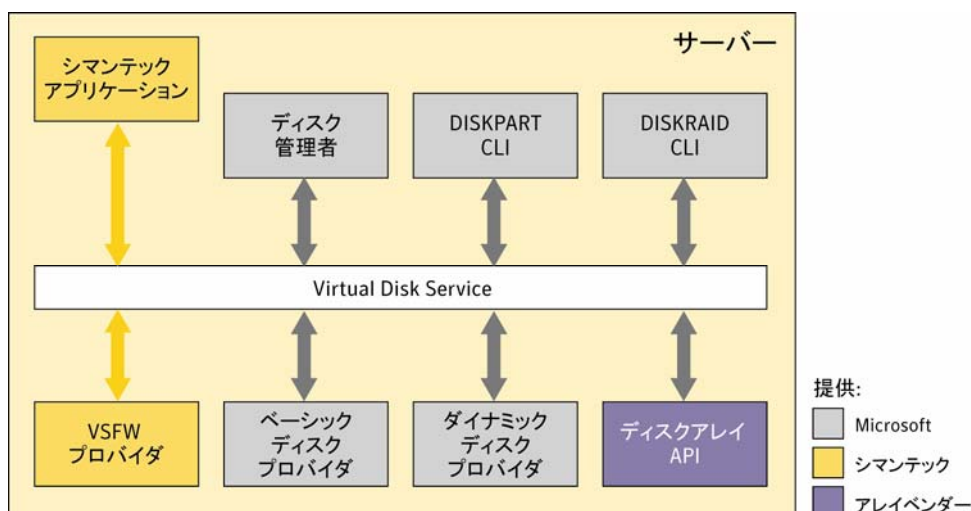 サーバー
シマンテック
アプリケーション
ディスク
管理者
DISKPART
CLI
DISKRAID
CLI
Virtual Disk Service
VSFW
プロバイダ
ベーシック
ディスク
プロバイダ
ダイナミック
ディスク
プロバイダ
ディスクアレイ
API
提供:
Microsoft
シマンテック
アレイベンダー